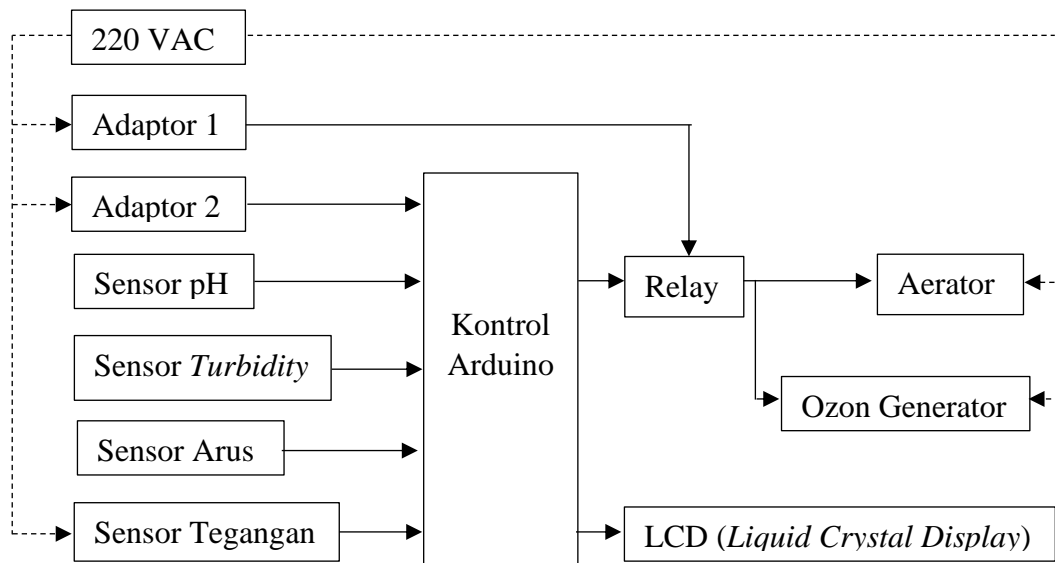 220 VAC
Adaptor 1
Adaptor 2
Sensor pH
Sensor Turbidity
Sensor Arus
Sensor Tegangan
Kontrol
Arduino
Relay
Aerator
Ozon Generator
LCD (Liquid Crystal Display)